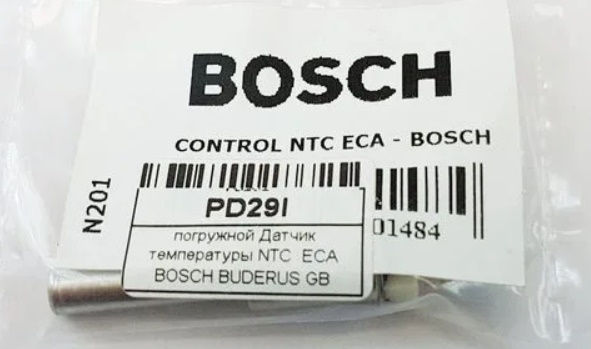 BOSCH
CONTROL NTC ECA - BOSCH
N201
PD29I
01484
погружной Датчик
температуры NTC ECA
BOSCH BUDERUS GB